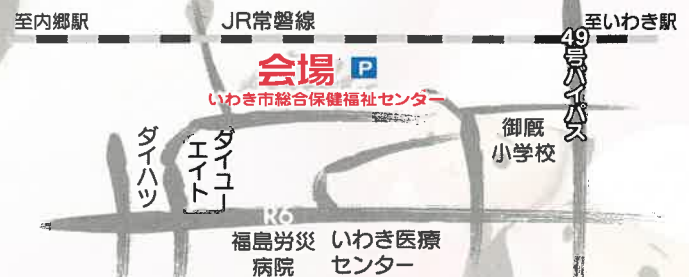 至内郷駅
JR常磐線
至いわき駅
49号バイパス
会場 P
いわき市総合保健福祉センター
御厩
小学校
ダイハツ
ダイユー
エイト
R6
福島労災
病院
いわき医療
センター